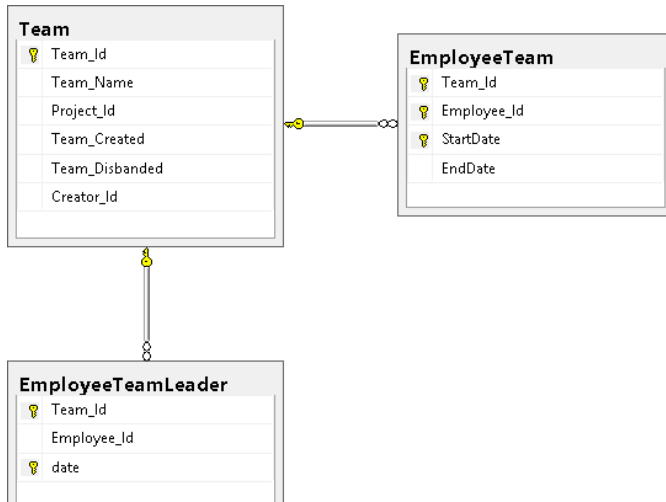 Team
Team_Id
Team_Name
Project_Id
Team_Created
Team_Disbanded
Creator_Id
EmployeeTeam
Team_Id
Employee_Id
StartDate
EndDate
EmployeeTeamLeader
Team_Id
Employee_Id
date